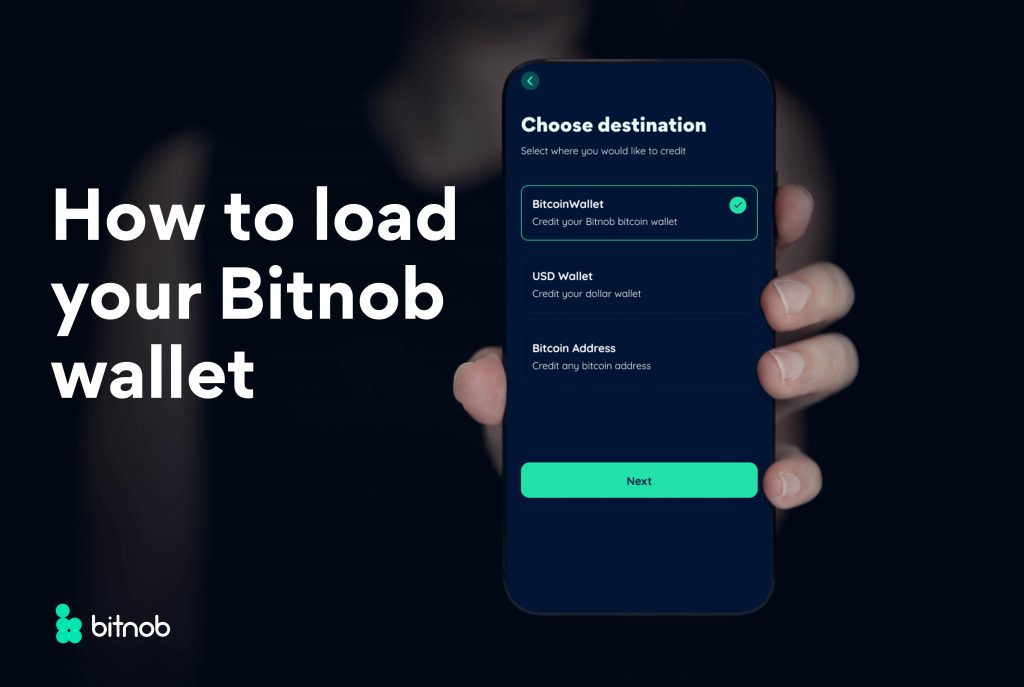 How to load
your Bitnob
wallet
bitnob
Choose destination
Select where you would like to credit
BitcoinWallet
Credit your Bitnob bitcoin wallet
USD Wallet
Credit your dollar wallet
Bitcoin Address
Credit any bitcoin address
Next